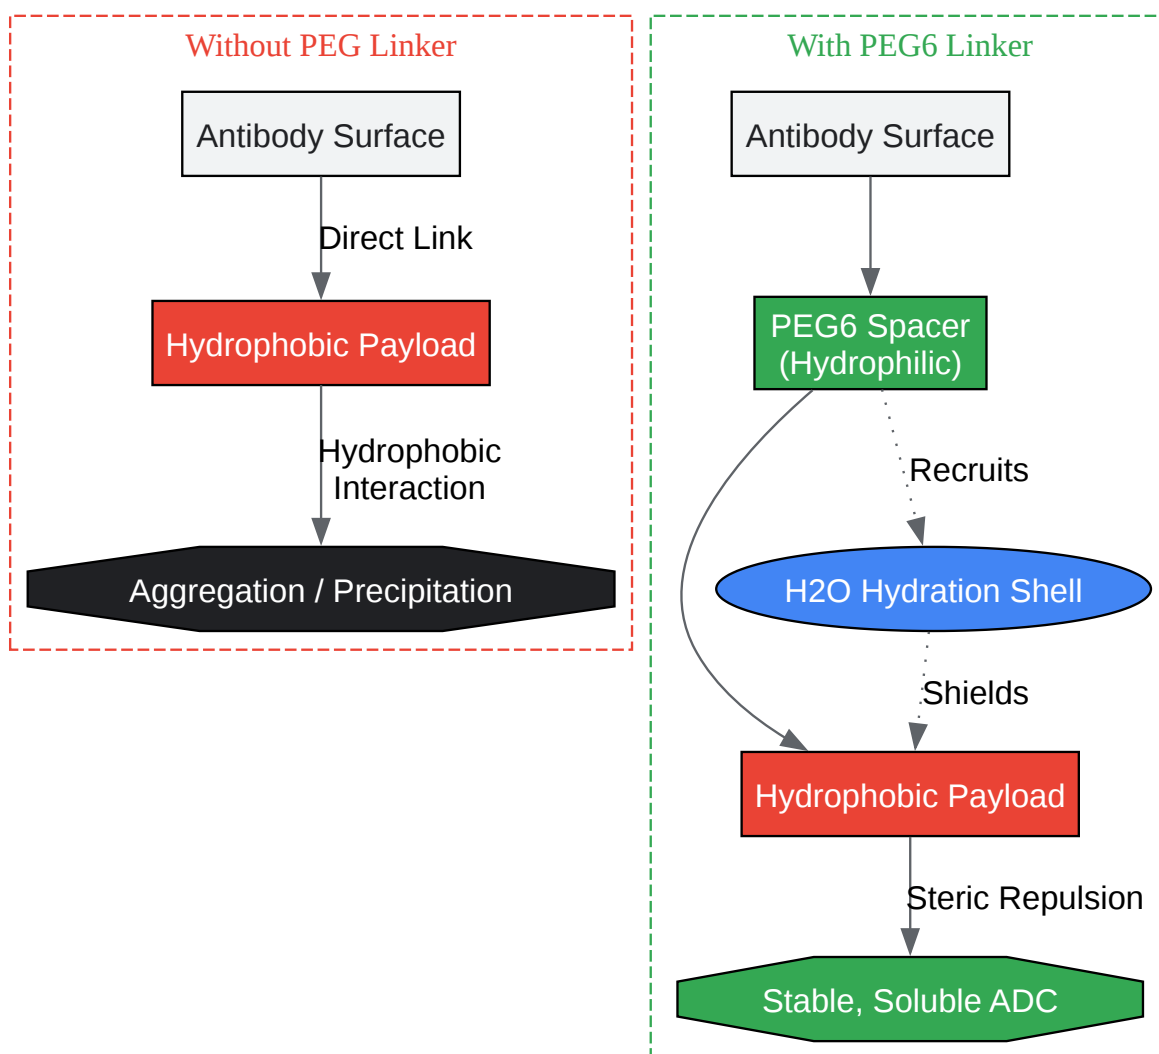 Without PEG Linker
Antibody Surface
Direct Link
Hydrophobic Payload
Hydrophobic
Interaction
Aggregation / Precipitation
With PEG6 Linker
Antibody Surface
PEG6 Spacer
(Hydrophilic)
Recruits
H2O Hydration Shell
Shields
Hydrophobic Payload
Steric Repulsion
Stable, Soluble ADC